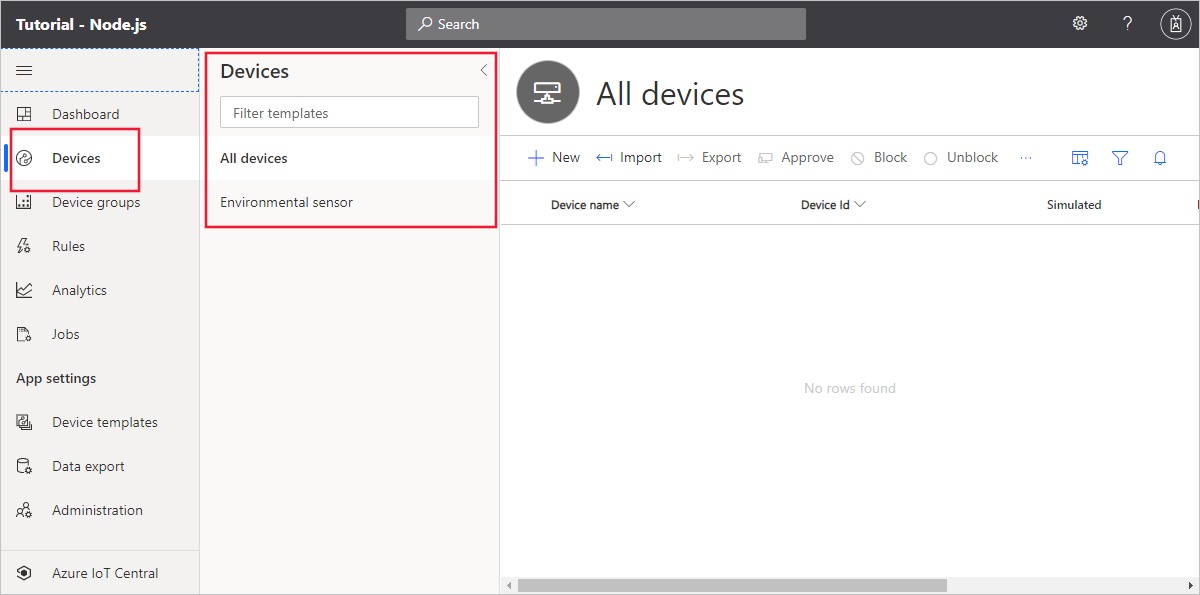 Tutorial - Node.js
Search
?
Dashboard
Devices
Device groups
Rules
Analytics
Jobs
App settings
Device templates
Data export
Administration
Azure IoT Central
Devices
Filter templates
All devices
Environmental sensor
All devices
New Import Export Approve Block Unblock ...
Device name Device Id Simulated
No rows found